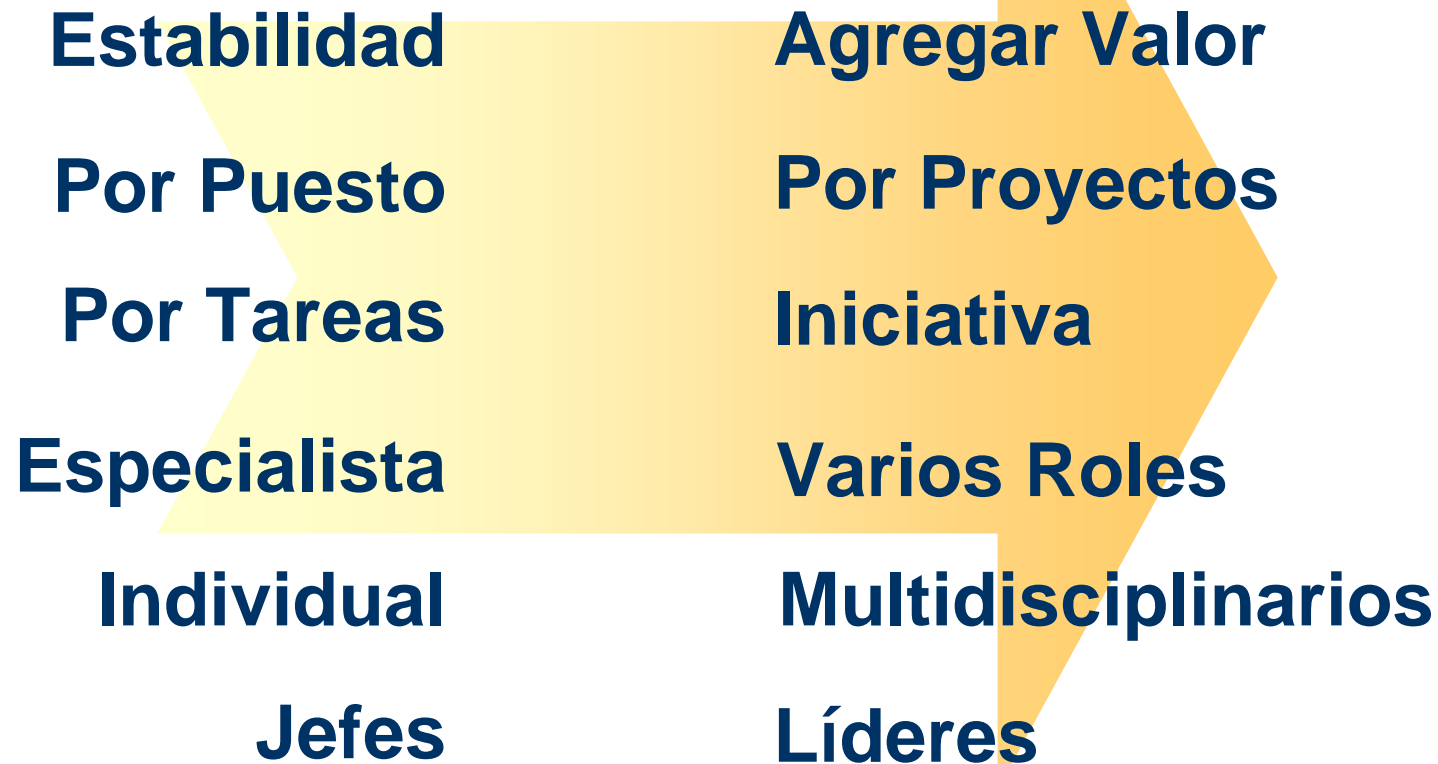 Estabilidad Agregar Valor
Por Puesto Por Proyectos
Por Tareas Iniciativa
Especialista Varios Roles
Individual Multidisciplinarios
Jefes Líderes